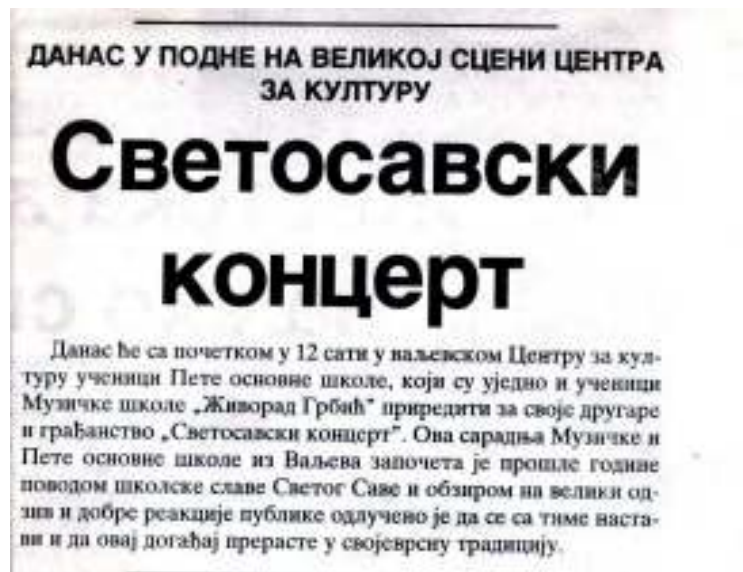 ДАНАС У ПОДНЕ НА ВЕЛИКОЈ СЦЕНИ ЦЕНТРА
ЗА КУЛТУРУ
Светосавски
концерт
Данас ће са почетком у 12 сати у ваљевском Центру за кул-
туру ученици Пете основне школе, који су уједно и ученици
Музичке школе „Живорад Грбић" приредити за своје другаре
и грађанство „Светосавски концерт". Ова сарадња Музичке и
Пете основне школе из Ваљева започета је прошле године
поводом школске славе Светог Саве и обзиром на велики од-
зив и добре реакције публике одлучено је да се са тиме наста-
ви и да овај догађај прерасте у својеврсну традицију.